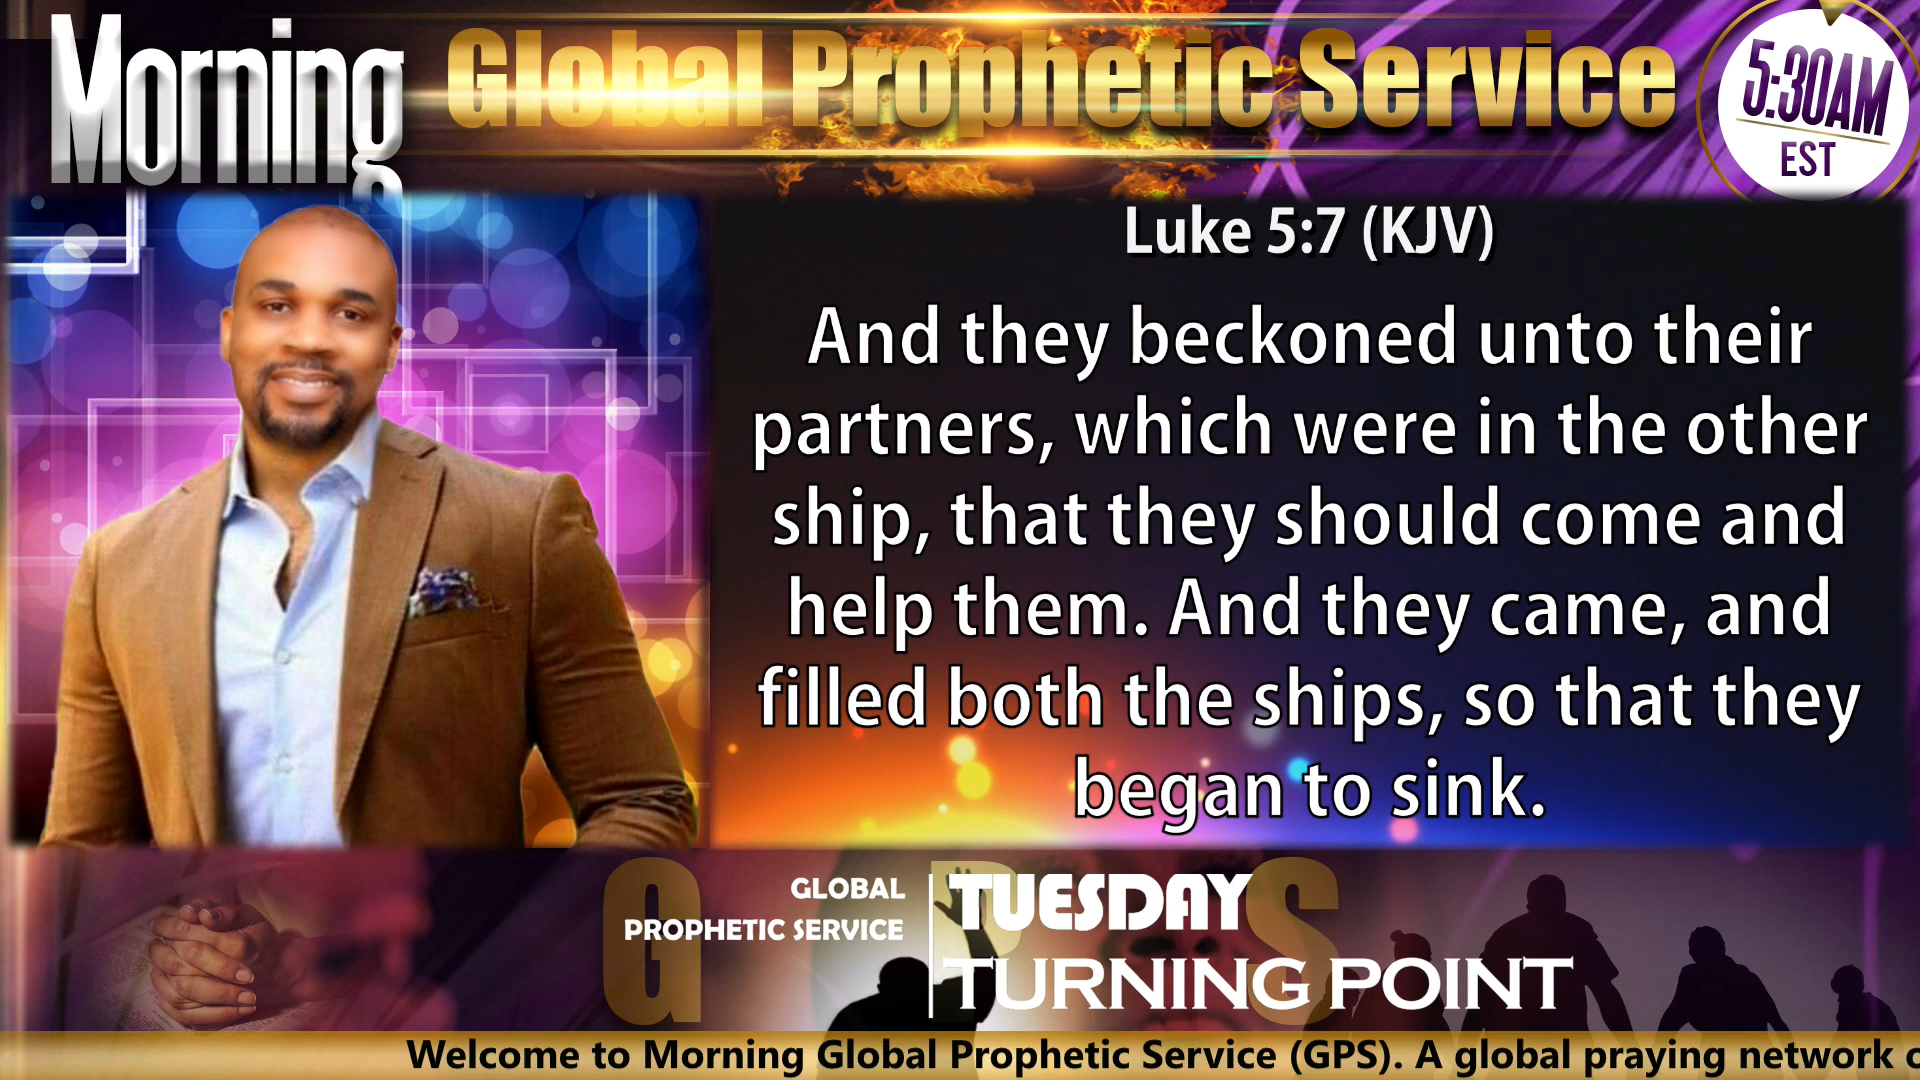 Morning
Global Prophetic Service
5:30AM
EST
Luke 5:7 (KJV)
And they beckoned unto their
partners, which were in the other
ship, that they should come and
help them. And they came, and
filled both the ships, so that they
began to sink.
GPS
GLOBAL
PROPHETIC SERVICE
TUESDAY
TURNING POINT
Welcome to Morning Global Prophetic Service (GPS). A global praying network